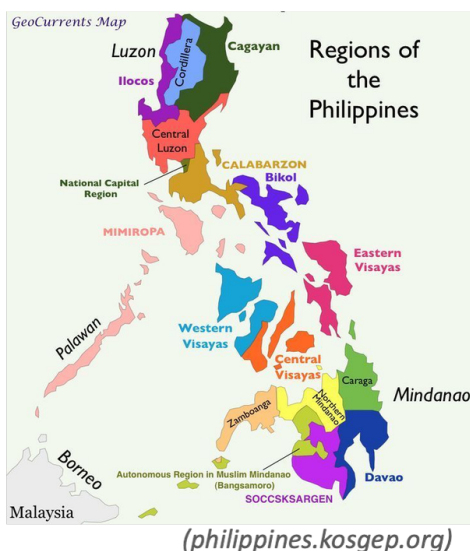 GeoCurrents Map
Regions of
the
Philippines
Luzon
Cordillera
Cagayan
Ilocos
Central
Luzon
National Capital
Region
CALABARZON
Bikol
MIMIROPA
Eastern
Visayas
Palawan
Western
Visayas
Central
Visayas
Caraga
Mindanao
Zamboanga
Northern
Mindanao
Borneo
Autonomous Region in Muslim Mindanao
(Bangsamoro)
Davao
SOCCSKSARGEN
Malaysia
(philippines.kosgep.org)